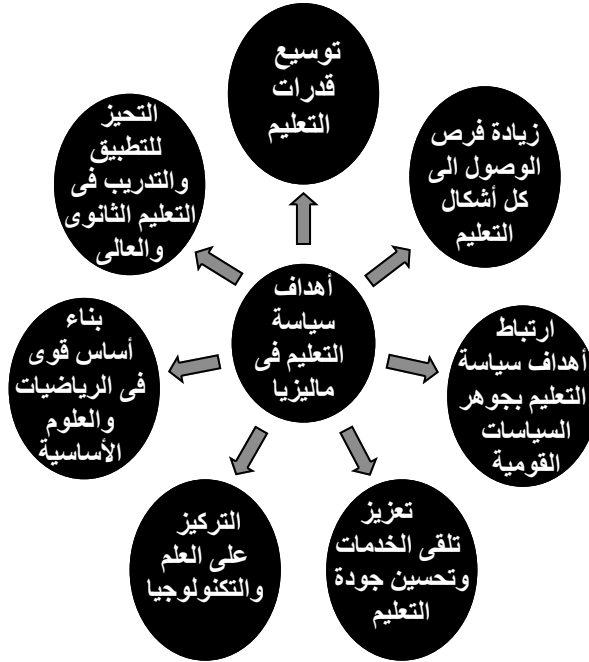 توسيع
قدرات
التعليم
زيادة فرص
الوصول الى
كل أشكال
التعليم
ارتباط
أهداف سياسة
التعليم بجوهر
السياسات
القومية
تعزيز
تلقى الخدمات
وتحسين جودة
التعليم
التركيز
على العلم
والتكنولوجيا
بناء
أساس قوى
فى الرياضيات
والعلوم
الأساسية
التحيز
للتطبيق
والتدريب فى
التعليم الثانوى
والعالى
أهداف
سياسة
التعليم فى
ماليزيا